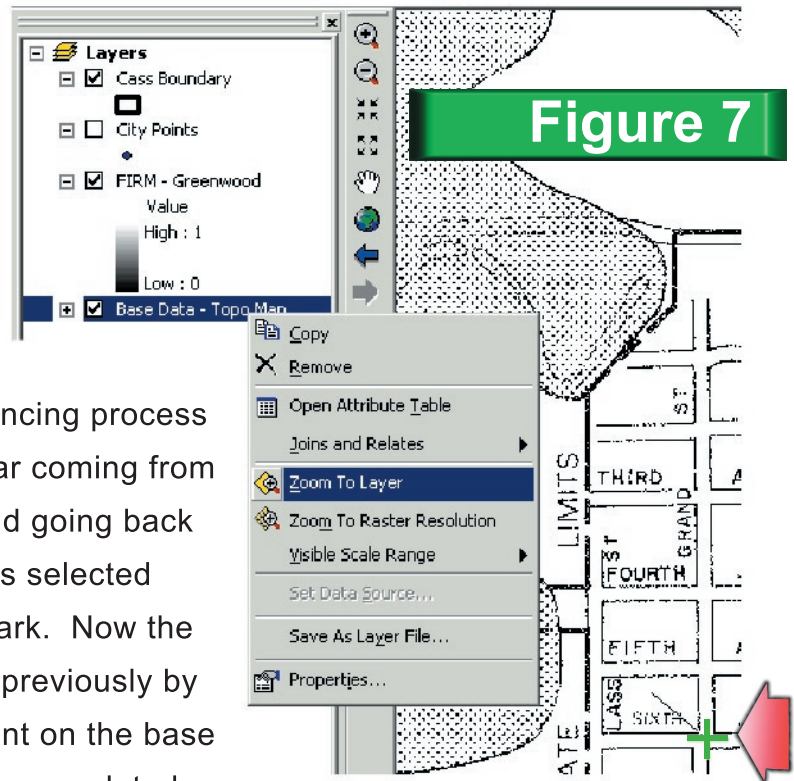 Layers
Cass Boundary
City Points
FIRM - Greenwood
Value
High : 1
Low : 0
Base Data - Topo Map
Figure 7
Copy
Remove
Open Attribute Table
Joins and Relates
Zoom To Layer
Zoom To Raster Resolution
Visible Scale Range
Set Data Source...
Save As Layer File...
Properties...
ncing process
ar coming from
d going back
s selected
ark. Now the
previously by
nt on the base
LIMITS
ST
THIRD
GRAND
ST
FOURTH
FIFTH
SIXTH
ATE